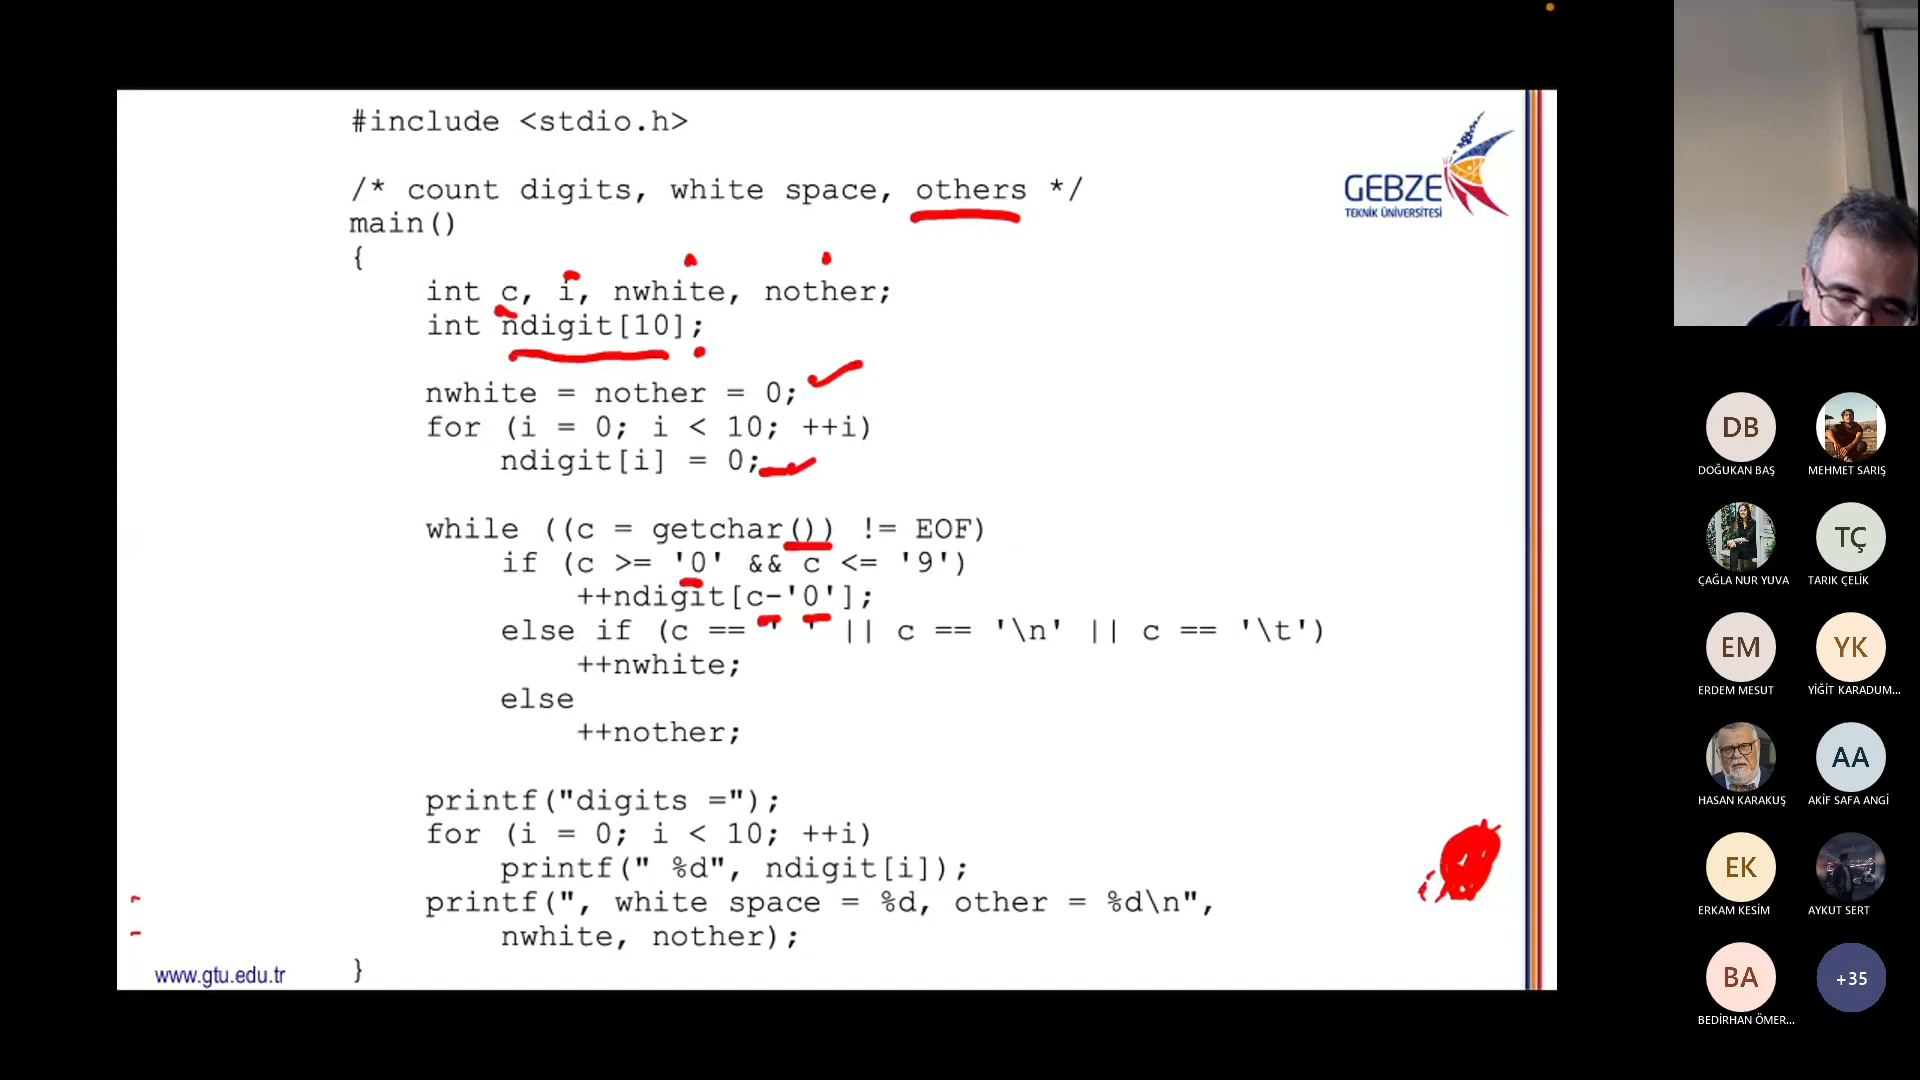 #include <stdio.h>
/* count digits, white space, others */
main()
{
int c, i, nwhite, nother;
int ndigit[10];
nwhite = nother = 0;
for (i = 0; i < 10; ++i)
ndigit[i] = 0;
while ((c = getchar()) != EOF)
if (c >= '0' && c <= '9')
++ndigit[c-'0'];
else if (c == ' ' || c == '\n' || c == '\t')
++nwhite;
else
++nother;
printf("digits =");
for (i = 0; i < 10; ++i)
printf(" %d", ndigit[i]);
printf(", white space = %d, other = %d\n",
nwhite, nother);
}
www.gtu.edu.tr
GEBZE
TEKNİK ÜNİVERSİTESİ
DB
DOĞUKAN BAŞ
MEHMET SARIŞ
ÇAĞLA NUR YUVA
TÇ
TARIK ÇELİK
EM
ERDEM MESUT
YK
YİĞİT KARADUM...
HASAN KARAKUŞ
AA
AKİF SAFA ANGİ
EK
ERKAM KESİM
AYKUT SERT
BA
BEDİRHAN ÖMER...
+35